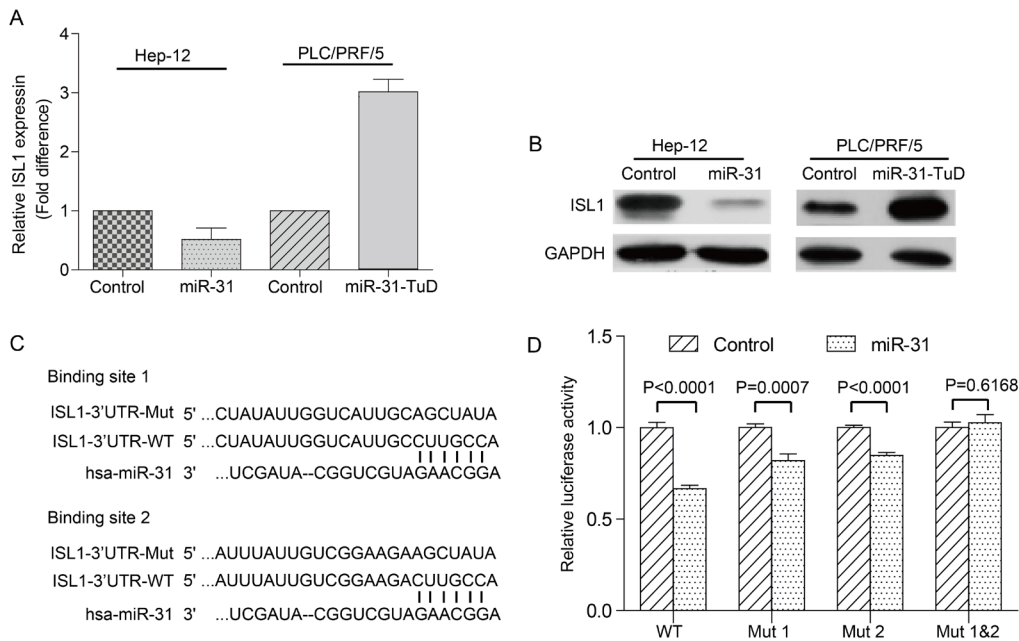 A
Relative ISL1 expressin
(Fold difference)
4
3
2
1
0
Hep-12
PLC/PRF/5
Control
miR-31
Control
miR-31-TuD
B
Hep-12
PLC/PRF/5
Control
miR-31
Control
miR-31-TuD
ISL1
GAPDH
C
Binding site 1
ISL1-3'UTR-Mut 5' ...CUAUAUUGGUCAUUGCAGCUAUA
ISL1-3'UTR-WT 5' ...CUAUAUUGGUCAUUGCCUUGCCA
hsa-miR-31 3' ...UCGAUA--CGGUCGUAGAACGGA
Binding site 2
ISL1-3'UTR-Mut 5' ...AUUUAUUGUCGGAAGAAGCUAUA
ISL1-3'UTR-WT 5' ...AUUUAUUGUCGGAAGACUUGCCA
hsa-miR-31 3' ...UCGAUA--CGGUCGUAGAACGGA
D
Relative luciferase activity
1.5
1.0
0.5
0.0
Control
miR-31
P<0.0001
P=0.0007
P<0.0001
P=0.6168
WT
Mut 1
Mut 2
Mut 1&2